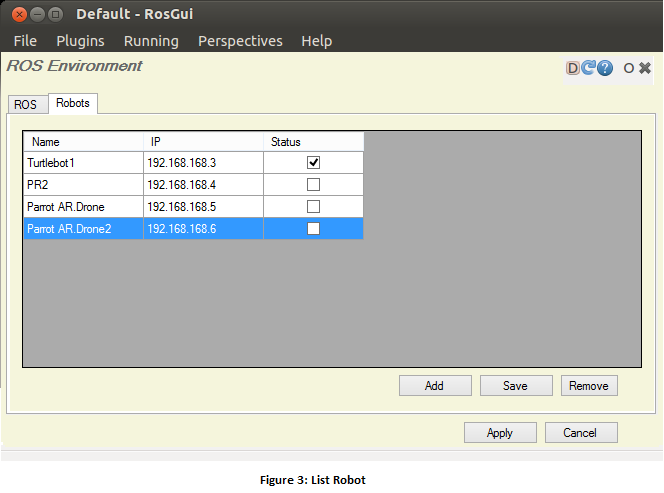 Default - RosGui
File Plugins Running Perspectives Help
ROS Environment
D ? O
ROS Robots
Name IP Status
Turtlebot1 192.168.168.3
PR2 192.168.168.4
Parrot AR.Drone 192.168.168.5
Parrot AR.Drone2 192.168.168.6
Add Save Remove
Apply Cancel
Figure 3: List Robot